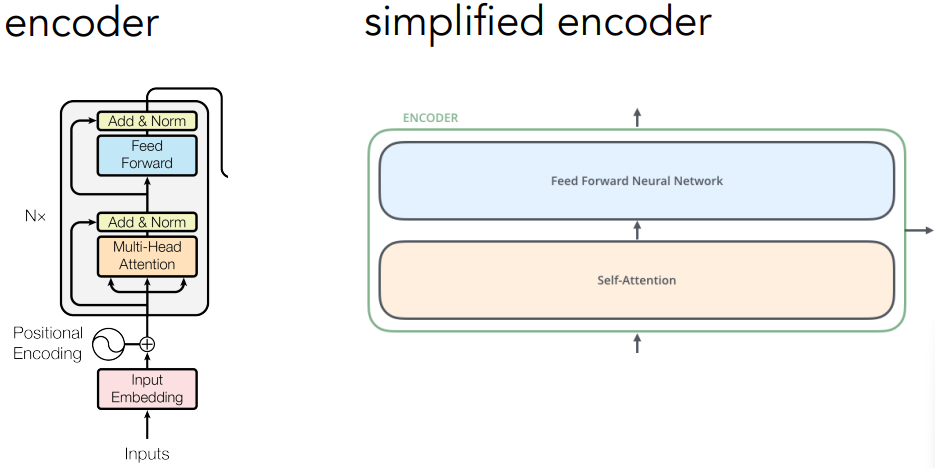 encoder
simplified encoder
Add & Norm
Feed
Forward
Nx
Add & Norm
Multi-Head
Attention
Positional
Encoding
Input
Embedding
Inputs
ENCODER
Feed Forward Neural Network
Self-Attention